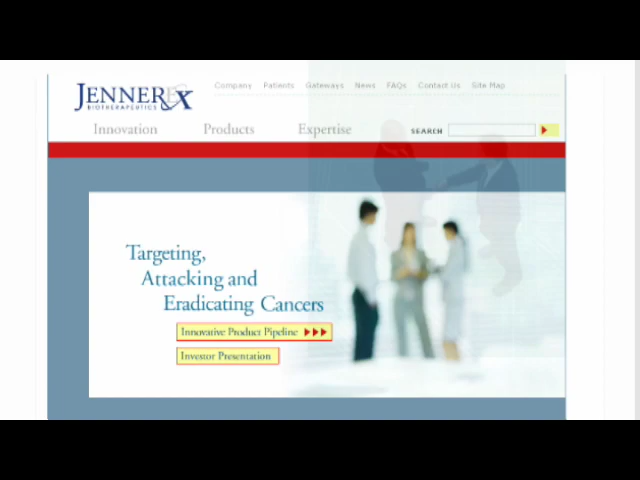 JENNEREX
BIOTHERAPEUTICS
Company Patients Gateways News FAQs Contact Us Site Map
Innovation Products Expertise SEARCH
Targeting,
Attacking and
Eradicating Cancers
Innovative Product Pipeline
Investor Presentation